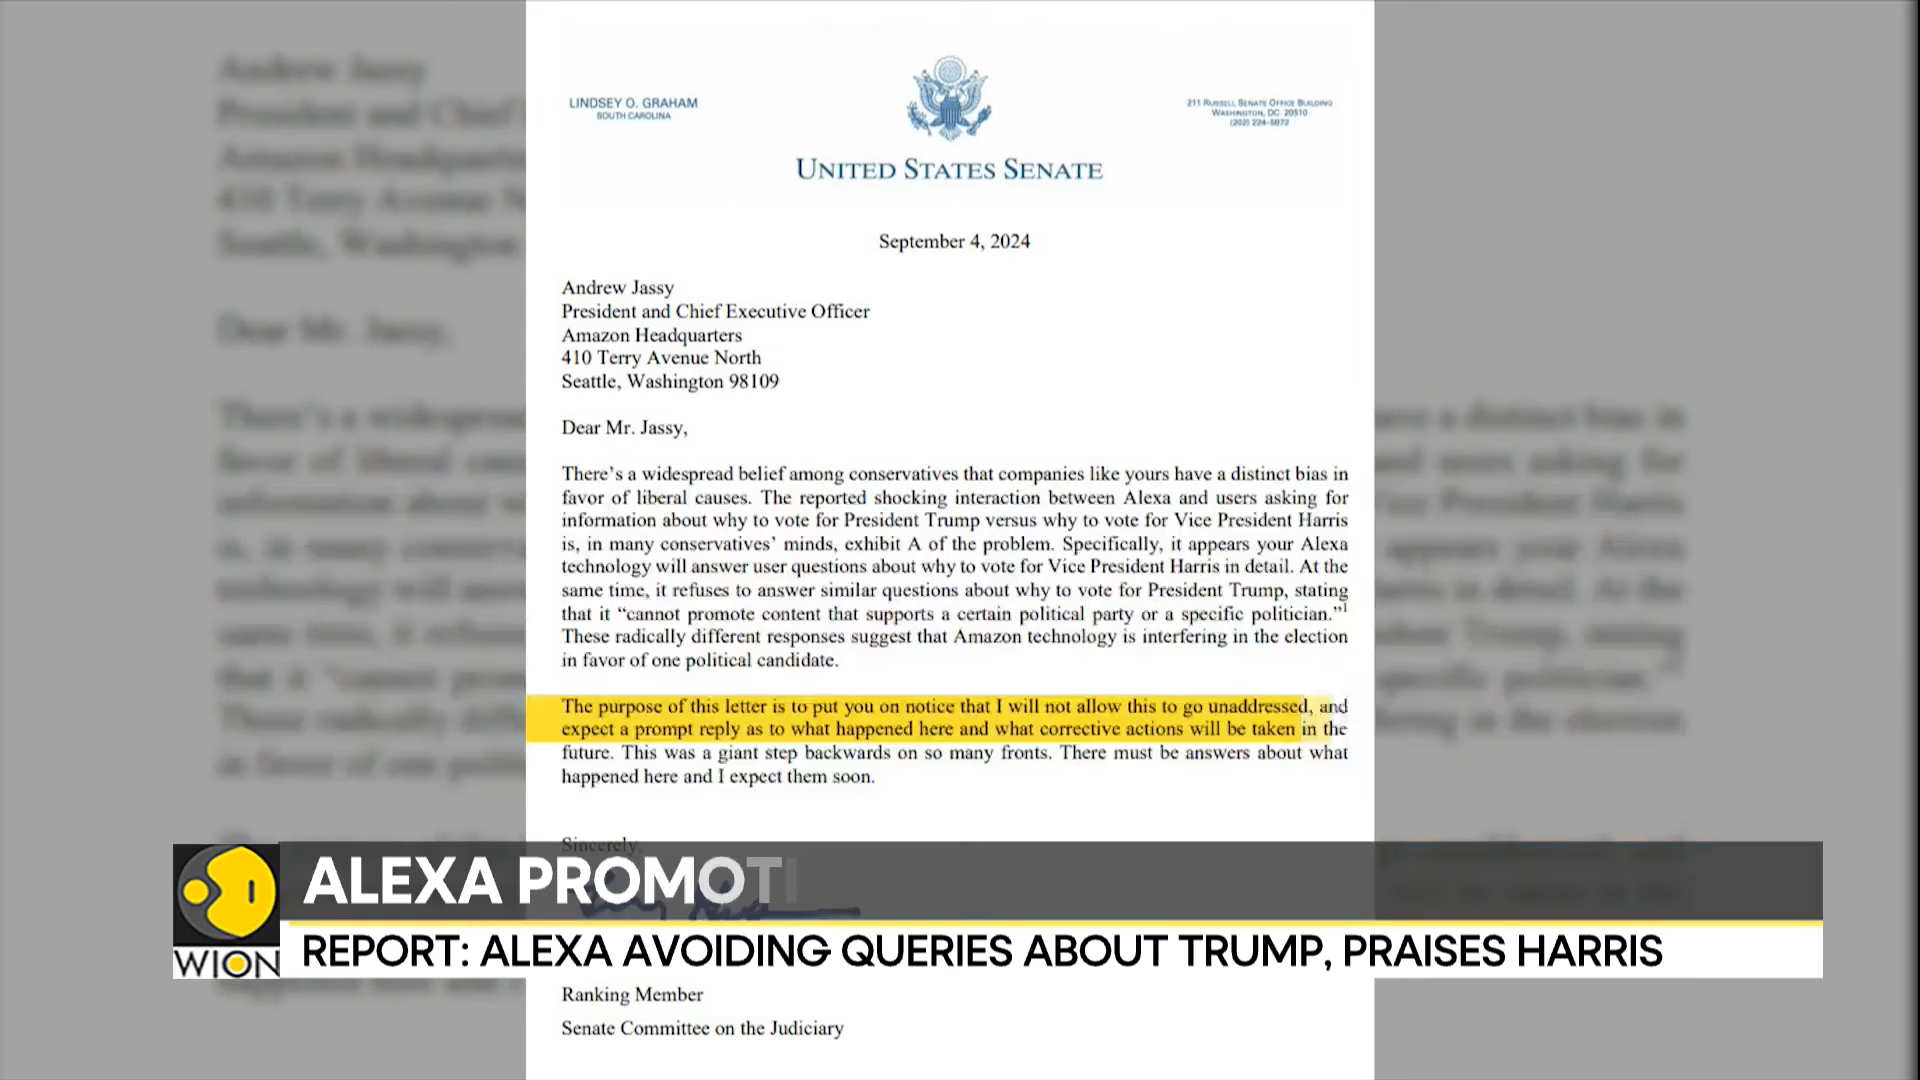 LINDSEY O. GRAHAM
SOUTH CAROLINA
211 RUSSELL SENATE OFFICE BUILDING
WASHINGTON, DC 20510
(202) 224-5972
UNITED STATES SENATE
September 4, 2024
Andrew Jassy
President and Chief Executive Officer
Amazon Headquarters
410 Terry Avenue North
Seattle, Washington 98109
Dear Mr. Jassy,
There’s a widespread belief among conservatives that companies like yours have a distinct bias in
favor of liberal causes. The reported shocking interaction between Alexa and users asking for
information about why to vote for President Trump versus why to vote for Vice President Harris
is, in many conservatives’ minds, exhibit A of the problem. Specifically, it appears your Alexa
technology will answer user questions about why to vote for Vice President Harris in detail. At the
same time, it refuses to answer similar questions about why to vote for President Trump, stating
that it “cannot promote content that supports a certain political party or a specific politician.”1
These radically different responses suggest that Amazon technology is interfering in the election
in favor of one political candidate.
The purpose of this letter is to put you on notice that I will not allow this to go unaddressed, and
expect a prompt reply as to what happened here and what corrective actions will be taken in the
future. This was a giant step backwards on so many fronts. There must be answers about what
happened here and I expect them soon.
Sincerely,
ALEXA PROMOTI
REPORT: ALEXA AVOIDING QUERIES ABOUT TRUMP, PRAISES HARRIS
WION
Ranking Member
Senate Committee on the Judiciary